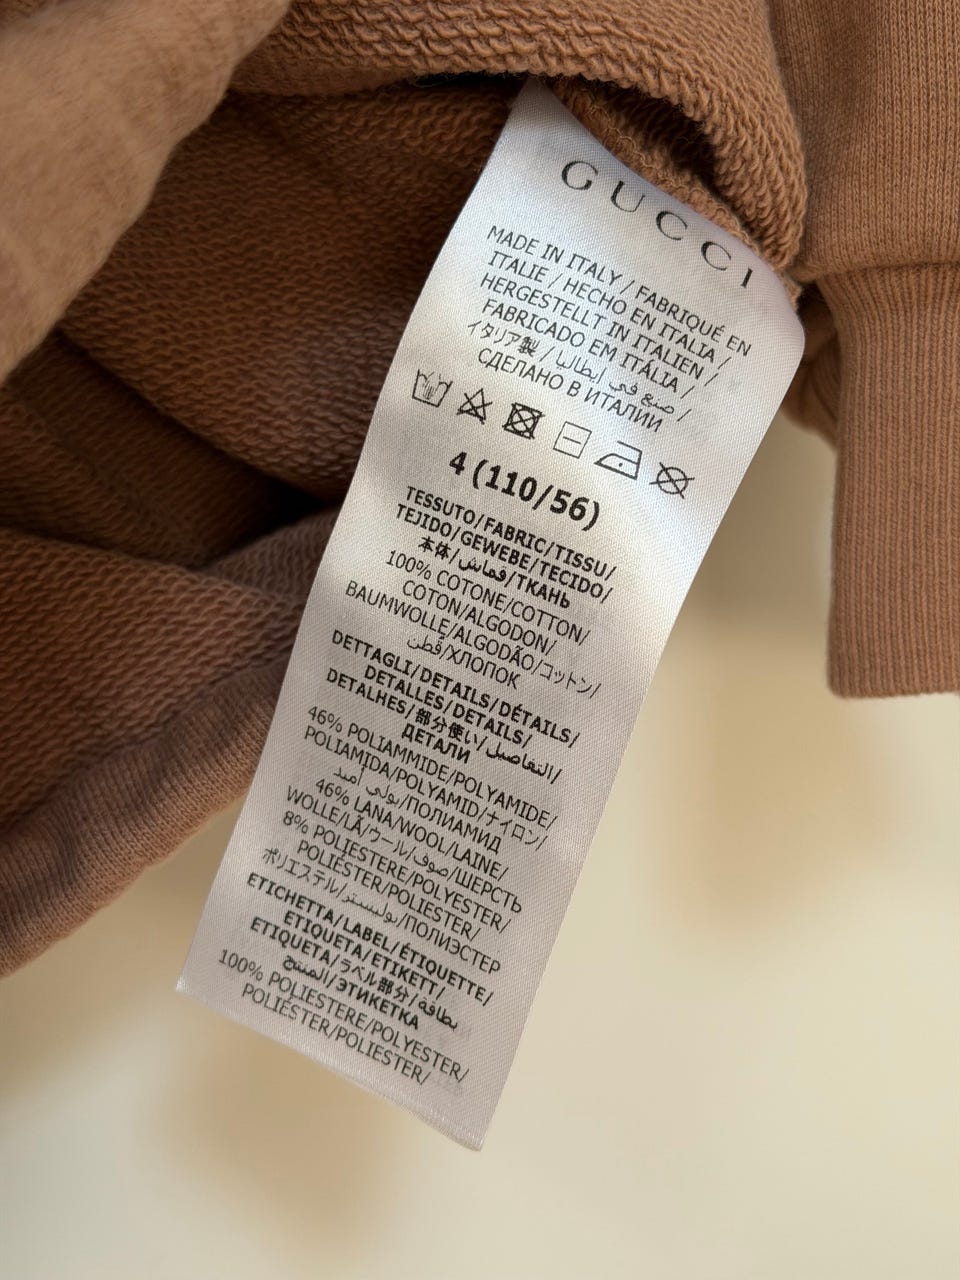 GUCCI
MADE IN ITALY / FABRIQUÉ EN
ITALIE / HECHO EN ITALIA /
HERGESTELLT IN ITALIEN /
FABRICADO EM ITÁLIA /
イタリア製 / صنع في إيطاليا /
СДЕЛАНО В ИТАЛИИ
4 (110/56)
TESSUTO/FABRIC/TISSU/
TEJIDO/GEWEBE/TECIDO/
本体/قماش/ТКАНЬ
100% COTONE/COTTON/
COTON/ALGODON/
BAUMWOLLE/ALGODÃO/コットン/
قطن/ХЛОПОК
DETTAGLI/DETAILS/DÉTAILS/
DETALLES/DETAILS/
DETALHES/部分使い/التفاصيل/
ДЕТАЛИ
46% POLIAMMIDE/POLYAMIDE/
POLIAMIDA/POLYAMID/ナイロン/
بولي أميد/ПОЛИАМИД
46% LANA/WOOL/LAINE/
WOLLE/LÃ/ウール/صوف/ШЕРСТЬ
8% POLIESTERE/POLYESTER/
POLIÉSTER/POLIESTER/
ポリエステル/بوليستر/ПОЛИЭСТЕР
ETICHETTA/LABEL/ÉTIQUETTE/
ETIQUETA/ETIKETT/
ETIQUETA/ラベル部分/بطاقة
المنتج/ЭТИКЕТКА
100% POLIESTERE/POLYESTER/
POLIÉSTER/POLIESTER/